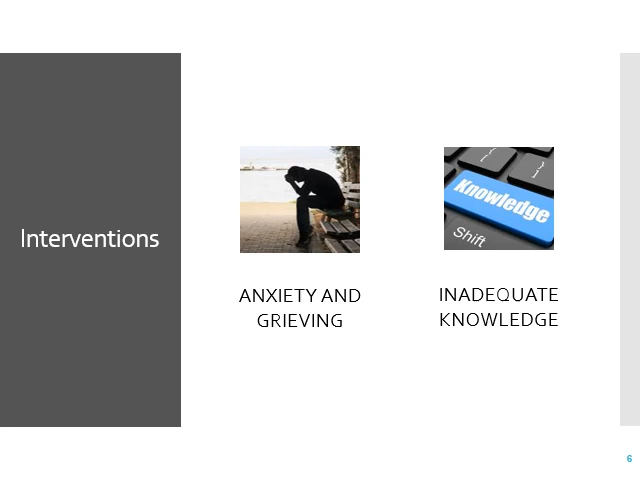 Interventions
Knowledge
Shift
ANXIETY AND
GRIEVING
INADEQUATE
KNOWLEDGE
6